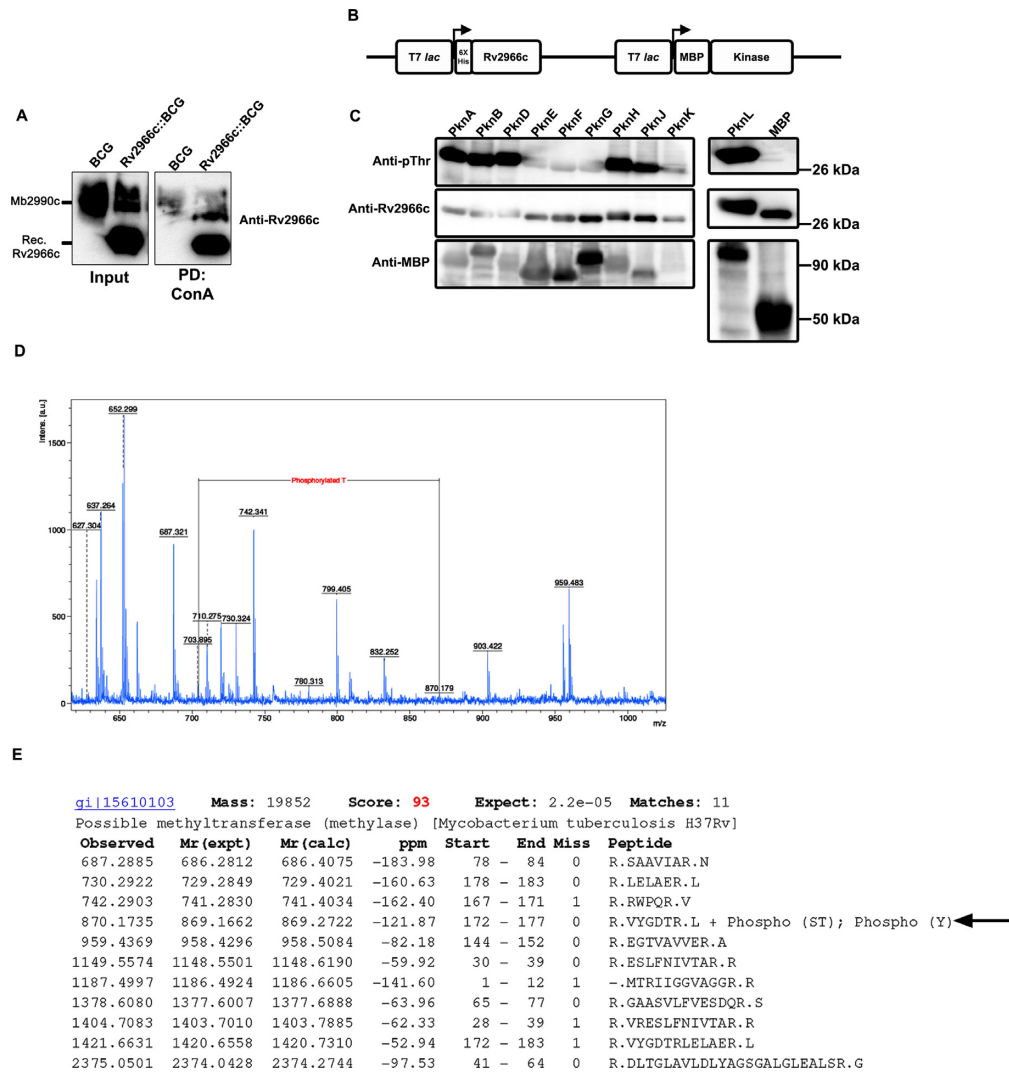 B
T7 lac 6X His Rv2966c T7 lac MBP Kinase
A
BCG Rv2966c::BCG BCG Rv2966c::BCG
Mb2990c
Rec. Rv2966c
Anti-Rv2966c
Input
PD: ConA
C
PknA PknB PknD PknE PknF PknG PknH PknJ PknK PknL MBP
Anti-pThr
26 kDa
Anti-Rv2966c
26 kDa
Anti-MBP
90 kDa
50 kDa
D
Intens. [a.u.]
1500
1000
500
0
652.299
637.264
627.304
687.321
Phosphorylated T
742.341
710.275
730.324
703.895
799.405
780.313
832.252
870.179
903.422
959.483
650 700 750 800 850 900 950 1000
m/z
E
gi|15610103 Mass: 19852 Score: 93 Expect: 2.2e-05 Matches: 11
Possible methyltransferase (methylase) [Mycobacterium tuberculosis H37Rv]
Observed Mr(expt) Mr(calc) ppm Start End Miss Peptide
687.2885 686.2812 686.4075 -183.98 78 - 84 0 R.SAAVIAR.N
730.2922 729.2849 729.4021 -160.63 178 - 183 0 R.LELAER.L
742.2903 741.2830 741.4034 -162.40 167 - 171 1 R.RWPQR.V
870.1735 869.1662 869.2722 -121.87 172 - 177 0 R.VYGDTR.L + Phospho (ST); Phospho (Y)
959.4369 958.4296 958.5084 -82.18 144 - 152 0 R.EGTVAVVER.A
1149.5574 1148.5501 1148.6190 -59.92 30 - 39 0 R.ESLFNIVTAR.R
1187.4997 1186.4924 1186.6605 -141.60 1 - 12 1 -.MTRIIGGVAGGR.R
1378.6080 1377.6007 1377.6888 -63.96 65 - 77 0 R.GAASVLFVESDQR.S
1404.7083 1403.7010 1403.7885 -62.33 28 - 39 1 R.VRESLFNIVTAR.R
1421.6631 1420.6558 1420.7310 -52.94 172 - 183 1 R.VYGDTRLELAER.L
2375.0501 2374.0428 2374.2744 -97.53 41 - 64 0 R.DLTGLAVLDLYAGSGALGLEALSR.G